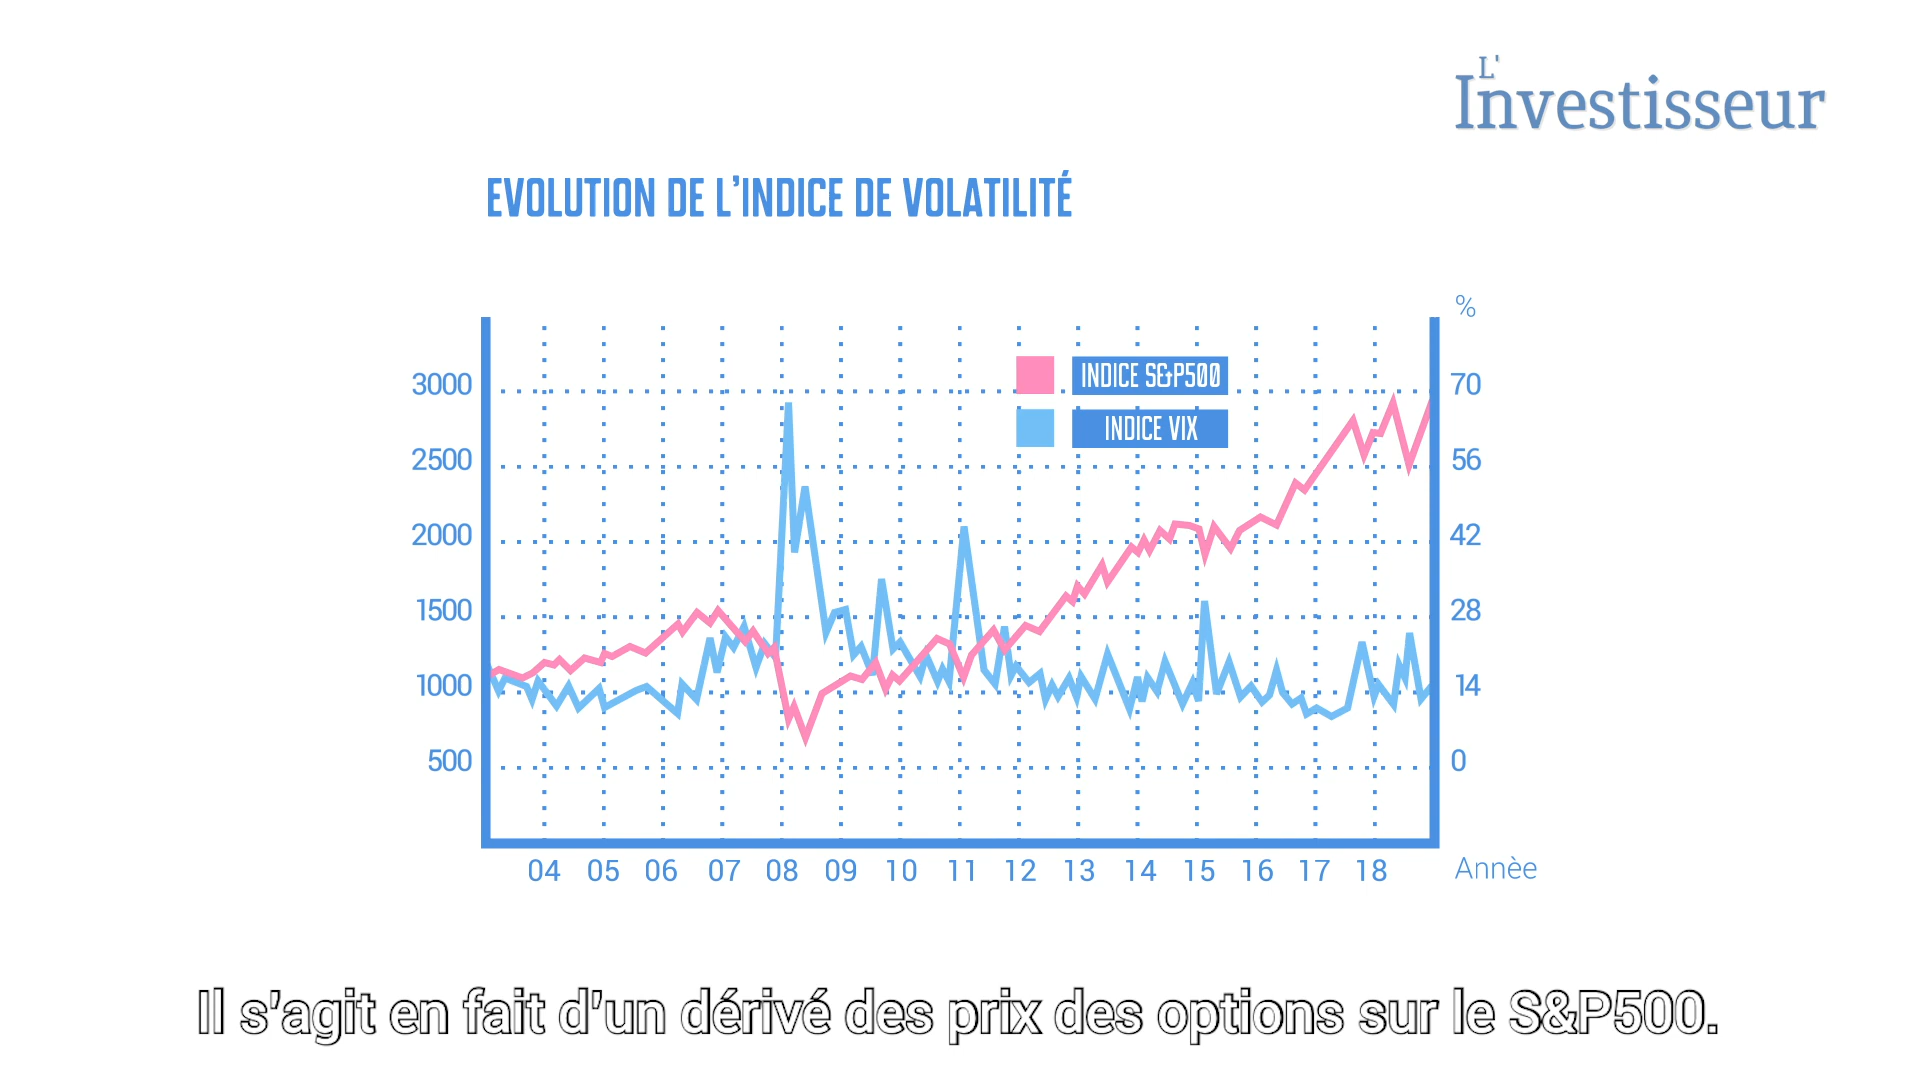 L'
Investisseur
EVOLUTION DE L'INDICE DE VOLATILITÉ
%
INDICE S&P500
INDICE VIX
3000
2500
2000
1500
1000
500
70
56
42
28
14
0
04 05 06 07 08 09 10 11 12 13 14 15 16 17 18
Annèe
Il s'agit en fait d'un dérivé des prix des options sur le S&P500.